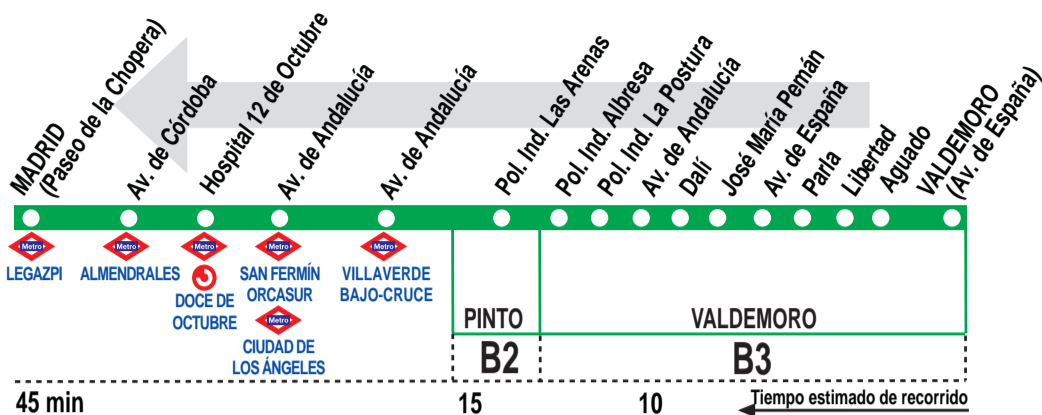 MADRID
(Paseo de la Chopera)
Av. de Córdoba
Hospital 12 de Octubre
Av. de Andalucía
Av. de Andalucía
Pol. Ind. Las Arenas
Pol. Ind. Albresa
Pol. Ind. La Postura
Av. de Andalucía
Dalí
José María Pemán
Av. de España
Parla
Libertad
Aguado
VALDEMORO
(Av. de España)
Metro
Metro
Metro
Metro
Metro
LEGAZPI
ALMENDRALES
DOCE DE
OCTUBRE
SAN FERMÍN
ORCASUR
Metro
CIUDAD DE
LOS ÁNGELES
VILLAVERDE
BAJO-CRUCE
PINTO
VALDEMORO
B2
B3
45 min
15
10
Tiempo estimado de recorrido